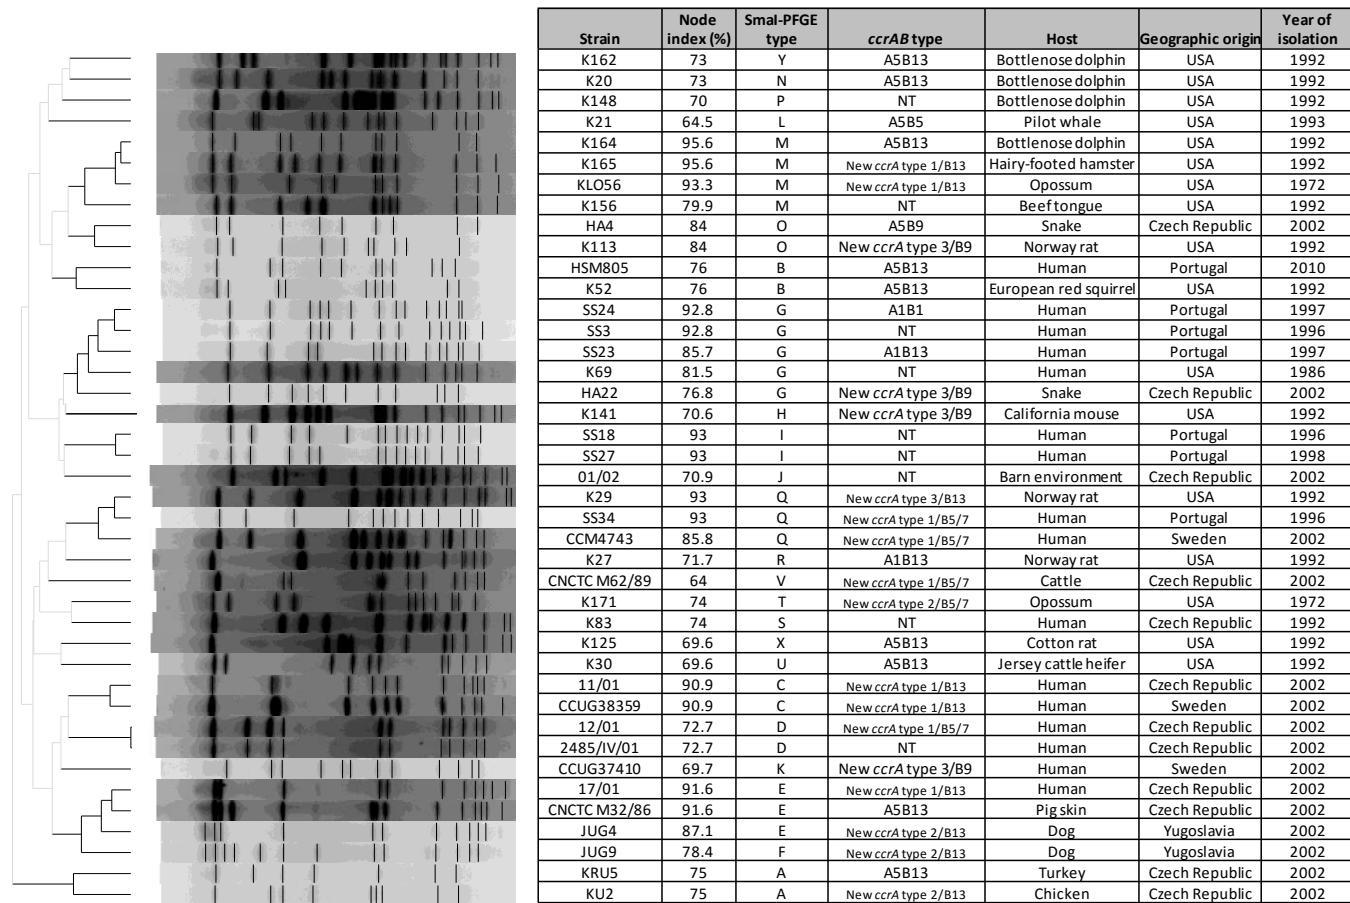 Strain Node index (%) SmaI-PFGE type ccrAB type Host Geographic origin Year of isolation
K162 73 Y A5B13 Bottlenose dolphin USA 1992
K20 73 N A5B13 Bottlenose dolphin USA 1992
K148 70 P NT Bottlenose dolphin USA 1992
K21 64.5 L A5B5 Pilot whale USA 1993
K164 95.6 M A5B13 Bottlenose dolphin USA 1992
K165 95.6 M New ccrA type 1/B13 Hairy-footed hamster USA 1992
KLO56 93.3 M New ccrA type 1/B13 Opossum USA 1972
K156 79.9 M NT Beef tongue USA 1992
HA4 84 O A5B9 Snake Czech Republic 2002
K113 84 O New ccrA type 3/B9 Norway rat USA 1992
HSM805 76 B A5B13 Human Portugal 2010
K52 76 B A5B13 European red squirrel USA 1992
SS24 92.8 G A1B1 Human Portugal 1997
SS3 92.8 G NT Human Portugal 1996
SS23 85.7 G A1B13 Human Portugal 1997
K69 81.5 G NT Human USA 1986
HA22 76.8 G New ccrA type 3/B9 Snake Czech Republic 2002
K141 70.6 H New ccrA type 3/B9 California mouse USA 1992
SS18 93 I NT Human Portugal 1996
SS27 93 I NT Human Portugal 1998
01/02 70.9 J NT Barn environment Czech Republic 2002
K29 93 Q New ccrA type 3/B13 Norway rat USA 1992
SS34 93 Q New ccrA type 1/B5/7 Human Portugal 1996
CCM4743 85.8 Q New ccrA type 1/B5/7 Human Sweden 2002
K27 71.7 R A1B13 Norway rat USA 1992
CNCTC M62/89 64 V New ccrA type 1/B5/7 Cattle Czech Republic 2002
K171 74 T New ccrA type 2/B5/7 Opossum USA 1972
K83 74 S NT Human Czech Republic 2002
K125 69.6 X A5B13 Cotton rat USA 1992
K30 69.6 U A5B13 Jersey cattle heifer USA 1992
11/01 90.9 C New ccrA type 1/B13 Human Czech Republic 2002
CCUG38359 90.9 C New ccrA type 1/B13 Human Sweden 2002
12/01 72.7 D New ccrA type 1/B5/7 Human Czech Republic 2002
2485/IV/01 72.7 D NT Human Czech Republic 2002
CCUG37410 69.7 K New ccrA type 3/B9 Human Sweden 2002
17/01 91.6 E New ccrA type 1/B13 Human Czech Republic 2002
CNCTC M32/86 91.6 E A5B13 Pig skin Czech Republic 2002
JUG4 87.1 E New ccrA type 2/B13 Dog Yugoslavia 2002
JUG9 78.4 F New ccrA type 2/B13 Dog Yugoslavia 2002
KRU5 75 A A5B13 Turkey Czech Republic 2002
KU2 75 A New ccrA type 2/B13 Chicken Czech Republic 2002